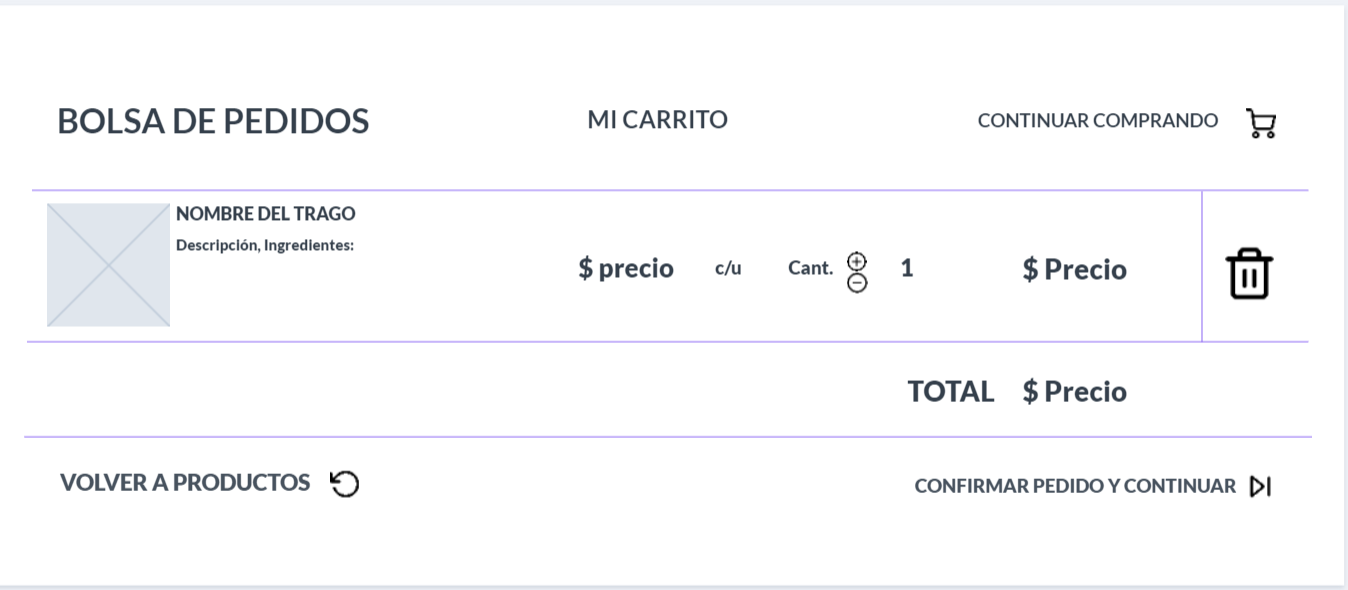 BOLSA DE PEDIDOS
MI CARRITO
CONTINUAR COMPRANDO
NOMBRE DEL TRAGO
Descripción, Ingredientes:
$ precio c/u Cant. 1 $ Precio
TOTAL $ Precio
VOLVER A PRODUCTOS
CONFIRMAR PEDIDO Y CONTINUAR